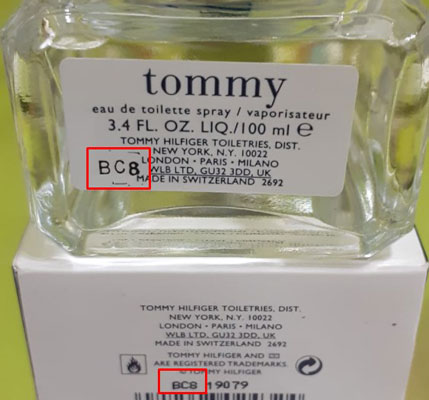 tommy
eau de toilette spray / vaporisateur
3.4 FL. OZ. LIQ./100 ml ℮
TOMMY HILFIGER TOILETRIES, DIST.
NEW YORK, N.Y. 10022
LONDON • PARIS • MILANO
WLB LTD, GU32 3DD, UK
MADE IN SWITZERLAND 2692
BC8
TOMMY HILFIGER TOILETRIES, DIST.
NEW YORK, N.Y. 10022
LONDON • PARIS • MILANO
WLB LTD, GU32 3DD, UK
MADE IN SWITZERLAND 2692
TOMMY HILFIGER AND
ARE REGISTERED TRADEMARKS.
© TOMMY HILFIGER
BC8 19079